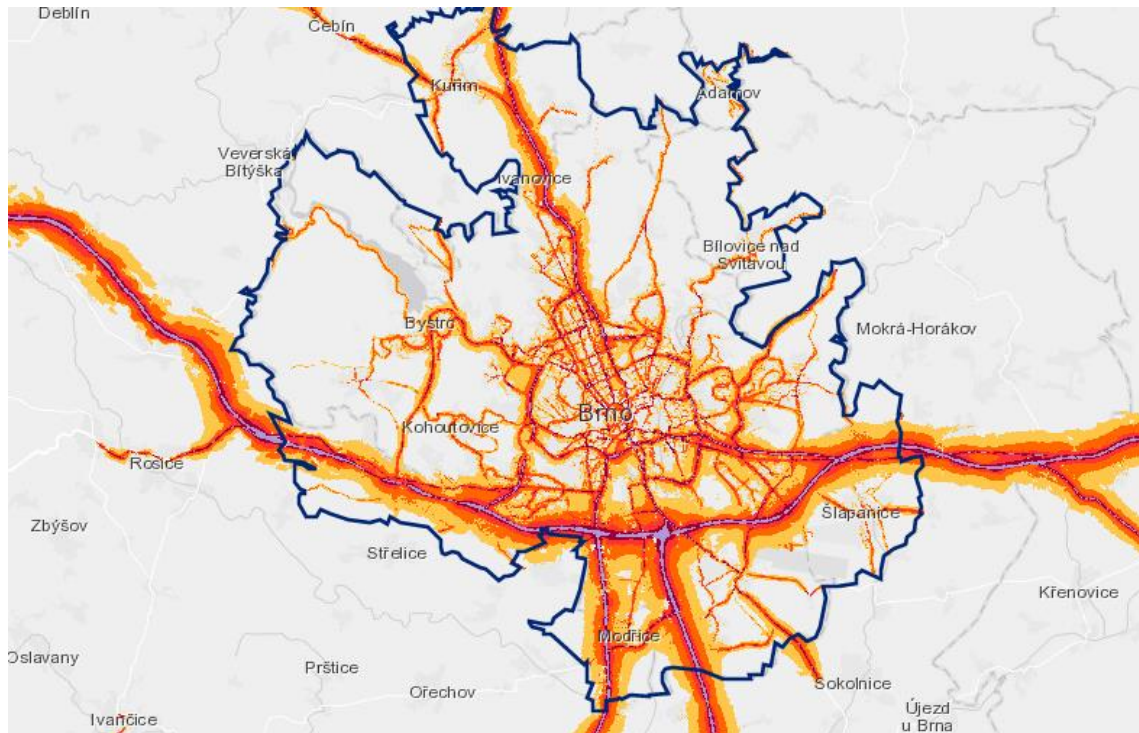 Deblín
Čebín
Kuřim
Adamov
Veverská
Bítýška
Ivanovice
Bílovice nad
Svitavou
Bystrc
Mokrá-Horákov
Brno
Kohoutovice
Rosice
Šlapanice
Zbýšov
Střelice
Křenovice
Modřice
Oslavany
Prštice
Sokolnice
Ořechov
Újezd
u Brna
Ivančice